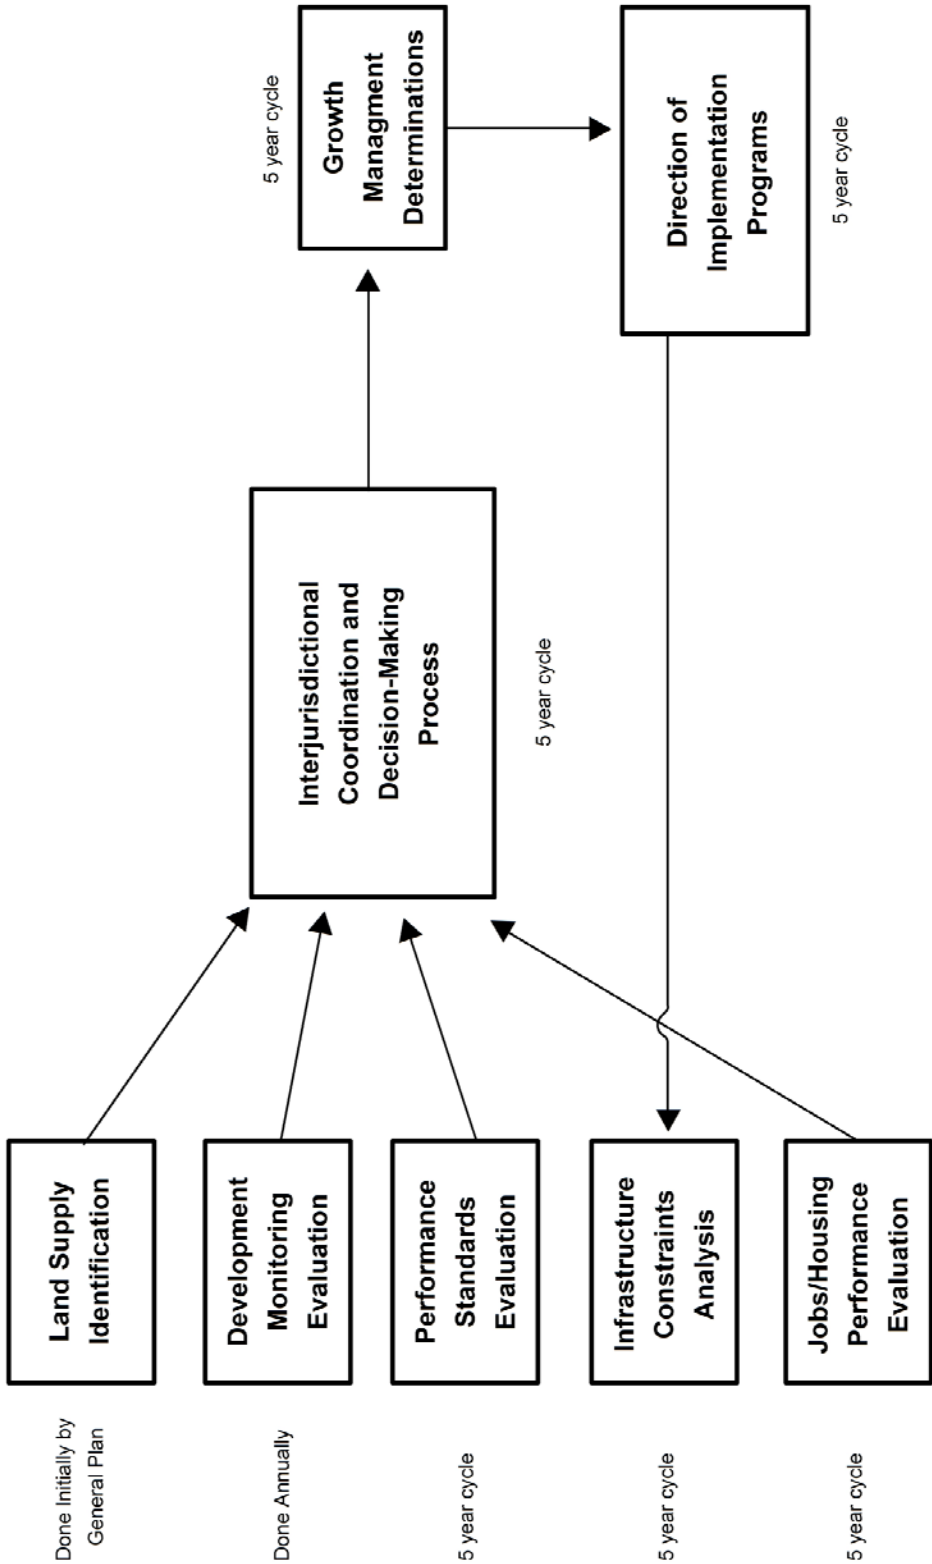 Done Initially by
General Plan
Land Supply
Identification
Done Annually
Development
Monitoring
Evaluation
5 year cycle
Performance
Standards
Evaluation
5 year cycle
Infrastructure
Constraints
Analysis
5 year cycle
Jobs/Housing
Performance
Evaluation
Interjurisdictional
Coordination and
Decision-Making
Process
5 year cycle
5 year cycle
Growth
Managment
Determinations
Direction of
Implementation
Programs
5 year cycle